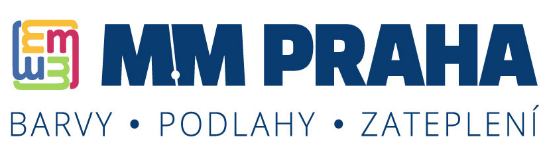 M.M PRAHA
BARVY • PODLAHY • ZATEPLENÍ